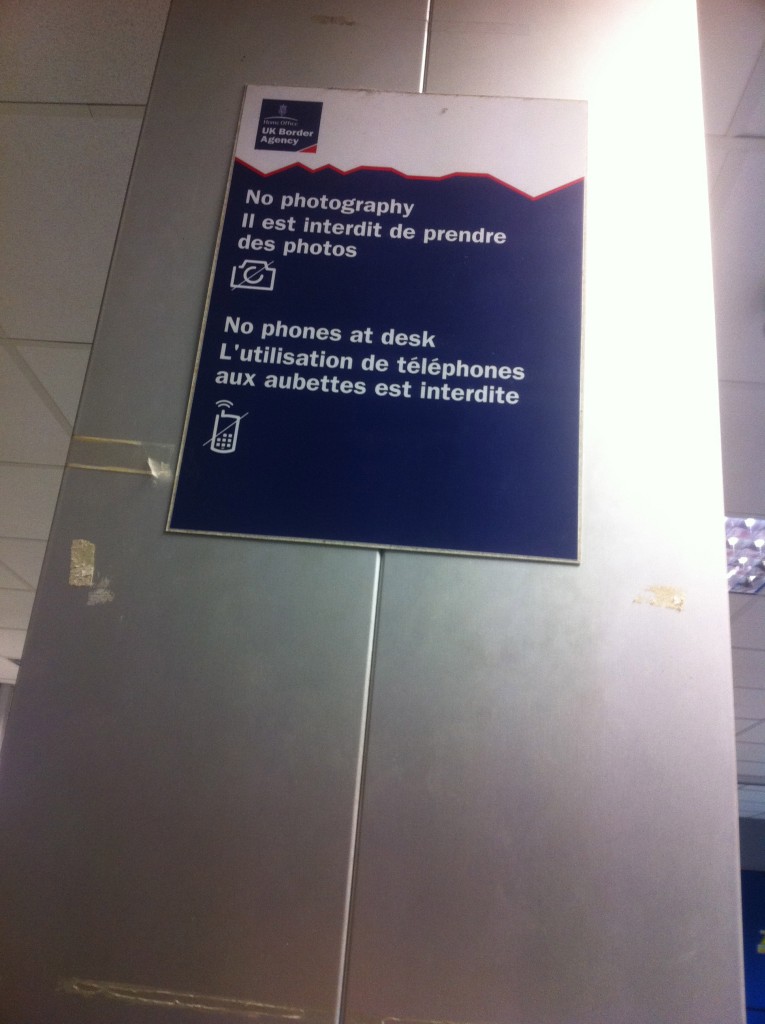 Home Office
UK Border
Agency
No photography
Il est interdit de prendre
des photos
No phones at desk
L'utilisation de téléphones
aux aubettes est interdite